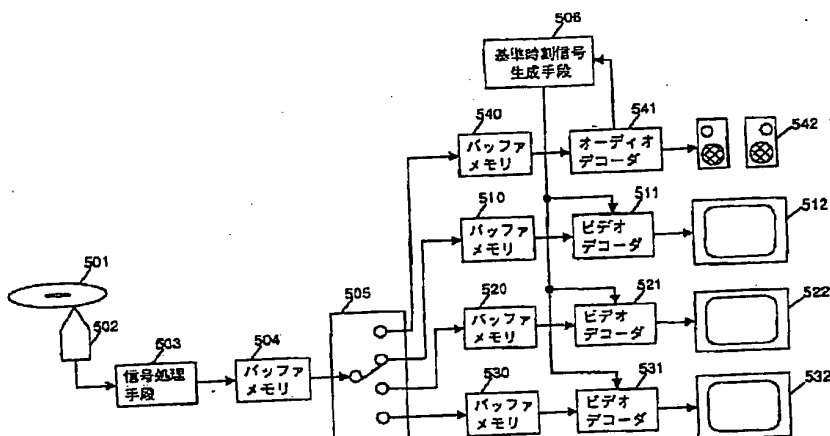 506
基準時刻信号
生成手段
540
バッファ
メモリ
541
オーディオ
デコーダ
542
510
バッファ
メモリ
511
ビデオ
デコーダ
512
501
502
503
信号処理
手段
504
バッファ
メモリ
505
520
バッファ
メモリ
521
ビデオ
デコーダ
522
530
バッファ
メモリ
531
ビデオ
デコーダ
532